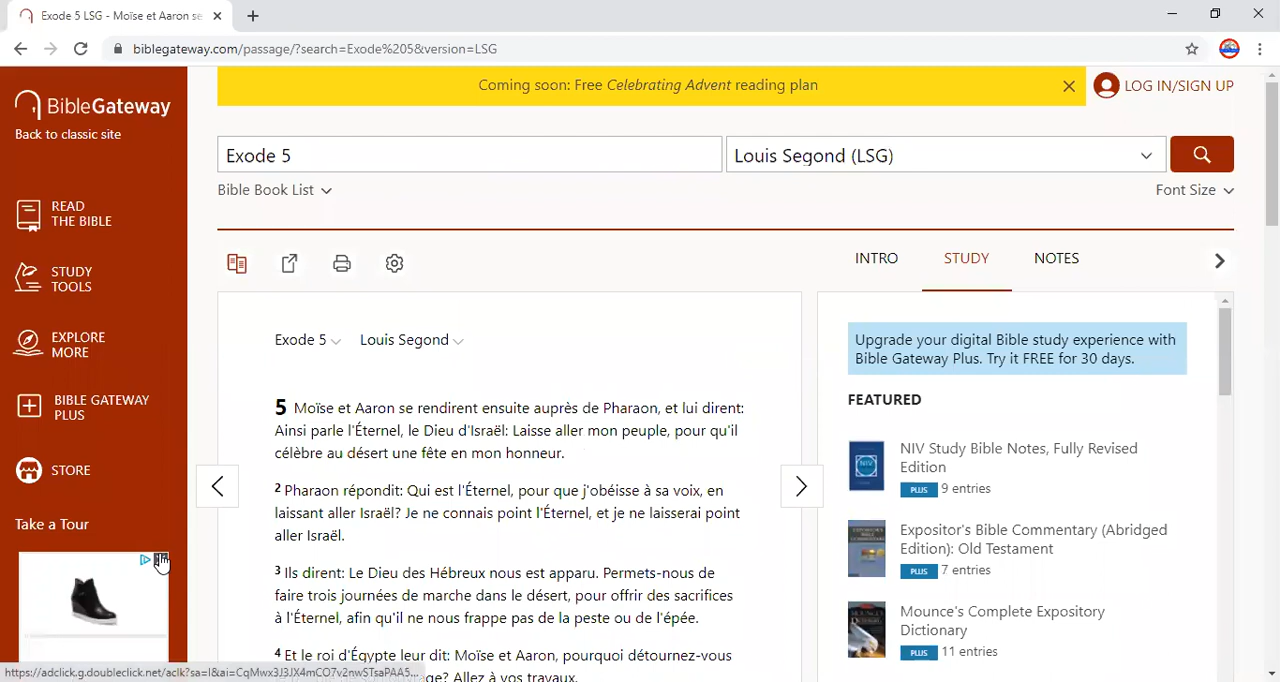 Exode 5 LSG - Moïse et Aaron se
biblegateway.com/passage/?search=Exode%205&version=LSG
Coming soon: Free Celebrating Advent reading plan
LOG IN/SIGN UP
BibleGateway
Back to classic site
Exode 5
Louis Segond (LSG)
Bible Book List
Font Size
READ
THE BIBLE
STUDY
TOOLS
EXPLORE
MORE
BIBLE GATEWAY
PLUS
STORE
Take a Tour
INTRO
STUDY
NOTES
Exode 5
Louis Segond
5 Moïse et Aaron se rendirent ensuite auprès de Pharaon, et lui dirent:
Ainsi parle l'Éternel, le Dieu d'Israël: Laisse aller mon peuple, pour qu'il
célèbre au désert une fête en mon honneur.
2 Pharaon répondit: Qui est l'Éternel, pour que j'obéisse à sa voix, en
laissant aller Israël? Je ne connais point l'Éternel, et je ne laisserai point
aller Israël.
3 Ils dirent: Le Dieu des Hébreux nous est apparu. Permets-nous de
faire trois journées de marche dans le désert, pour offrir des sacrifices
à l'Éternel, afin qu'il ne nous frappe pas de la peste ou de l'épée.
4 Et le roi d'Égypte leur dit: Moïse et Aaron, pourquoi détournez-vous
? Allez à vos travaux.
Upgrade your digital Bible study experience with
Bible Gateway Plus. Try it FREE for 30 days.
FEATURED
NIV Study Bible Notes, Fully Revised
Edition
PLUS 9 entries
Expositor's Bible Commentary (Abridged
Edition): Old Testament
PLUS 7 entries
Mounce's Complete Expository
Dictionary
PLUS 11 entries